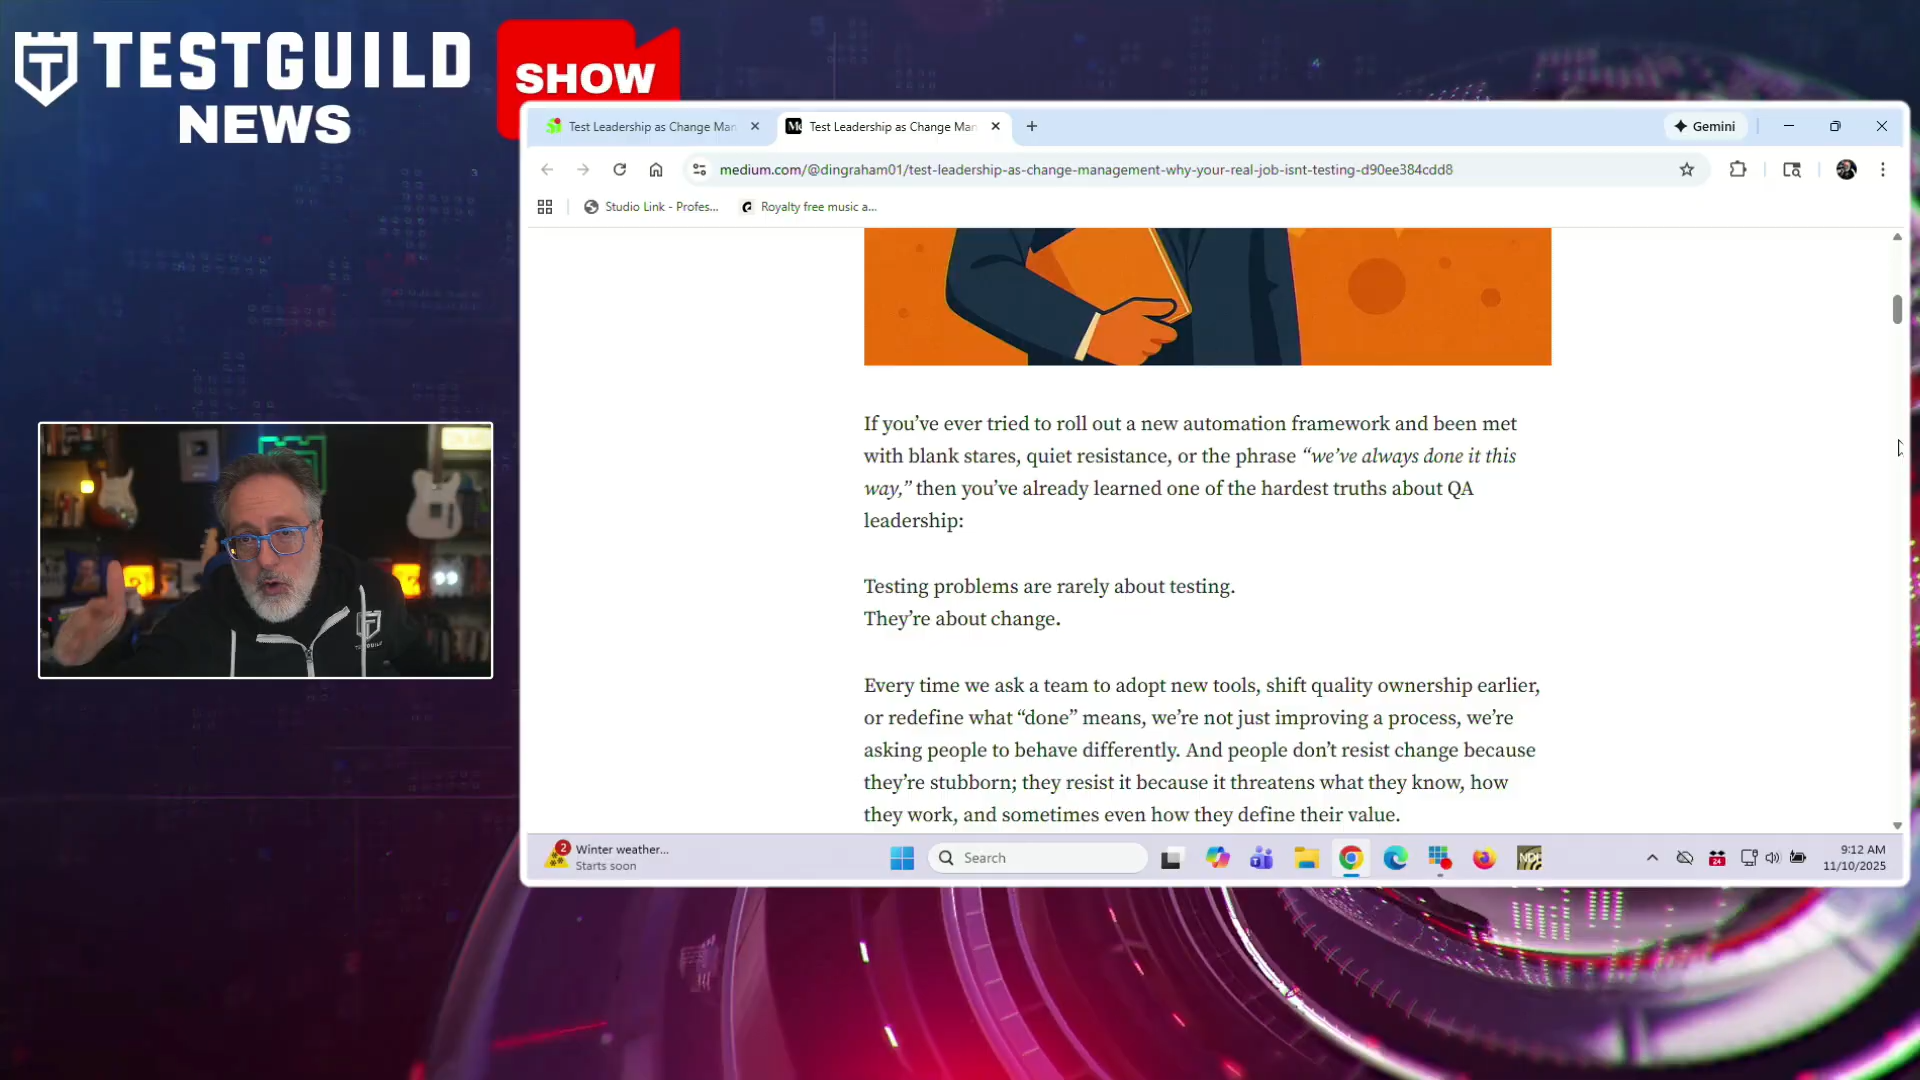 TESTGUILD
NEWS
SHOW
Test Leadership as Change Man
Test Leadership as Change Man
Gemini
medium.com/@dingraham01/test-leadership-as-change-management-why-your-real-job-isnt-testing-d90ee384cdd8
Studio Link - Profes...
Royalty free music a...
If you’ve ever tried to roll out a new automation framework and been met
with blank stares, quiet resistance, or the phrase “we’ve always done it this
way,” then you’ve already learned one of the hardest truths about QA
leadership:
Testing problems are rarely about testing.
They’re about change.
Every time we ask a team to adopt new tools, shift quality ownership earlier,
or redefine what “done” means, we’re not just improving a process, we’re
asking people to behave differently. And people don’t resist change because
they’re stubborn; they resist it because it threatens what they know, how
they work, and sometimes even how they define their value.
2
Winter weather...
Starts soon
Search
NDI
24
9:12 AM
11/10/2025